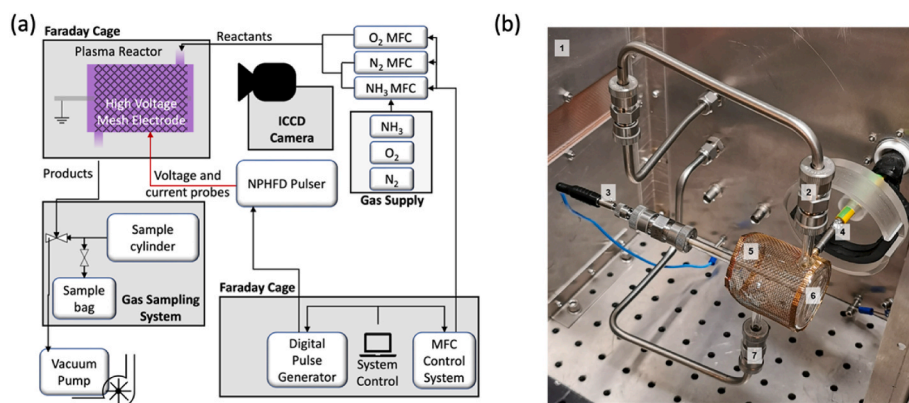 (a)
Faraday Cage
Plasma Reactor
High Voltage
Mesh Electrode
Reactants
O₂ MFC
N₂ MFC
NH₃ MFC
ICCD
Camera
NH₃
O₂
N₂
Gas Supply
Products
Voltage and
current probes
NPHFD Pulser
Sample
cylinder
Sample
bag
Gas Sampling
System
Vacuum
Pump
Faraday Cage
Digital
Pulse
Generator
System
Control
MFC
Control
System
(b)
1
2
3
4
5
6
7